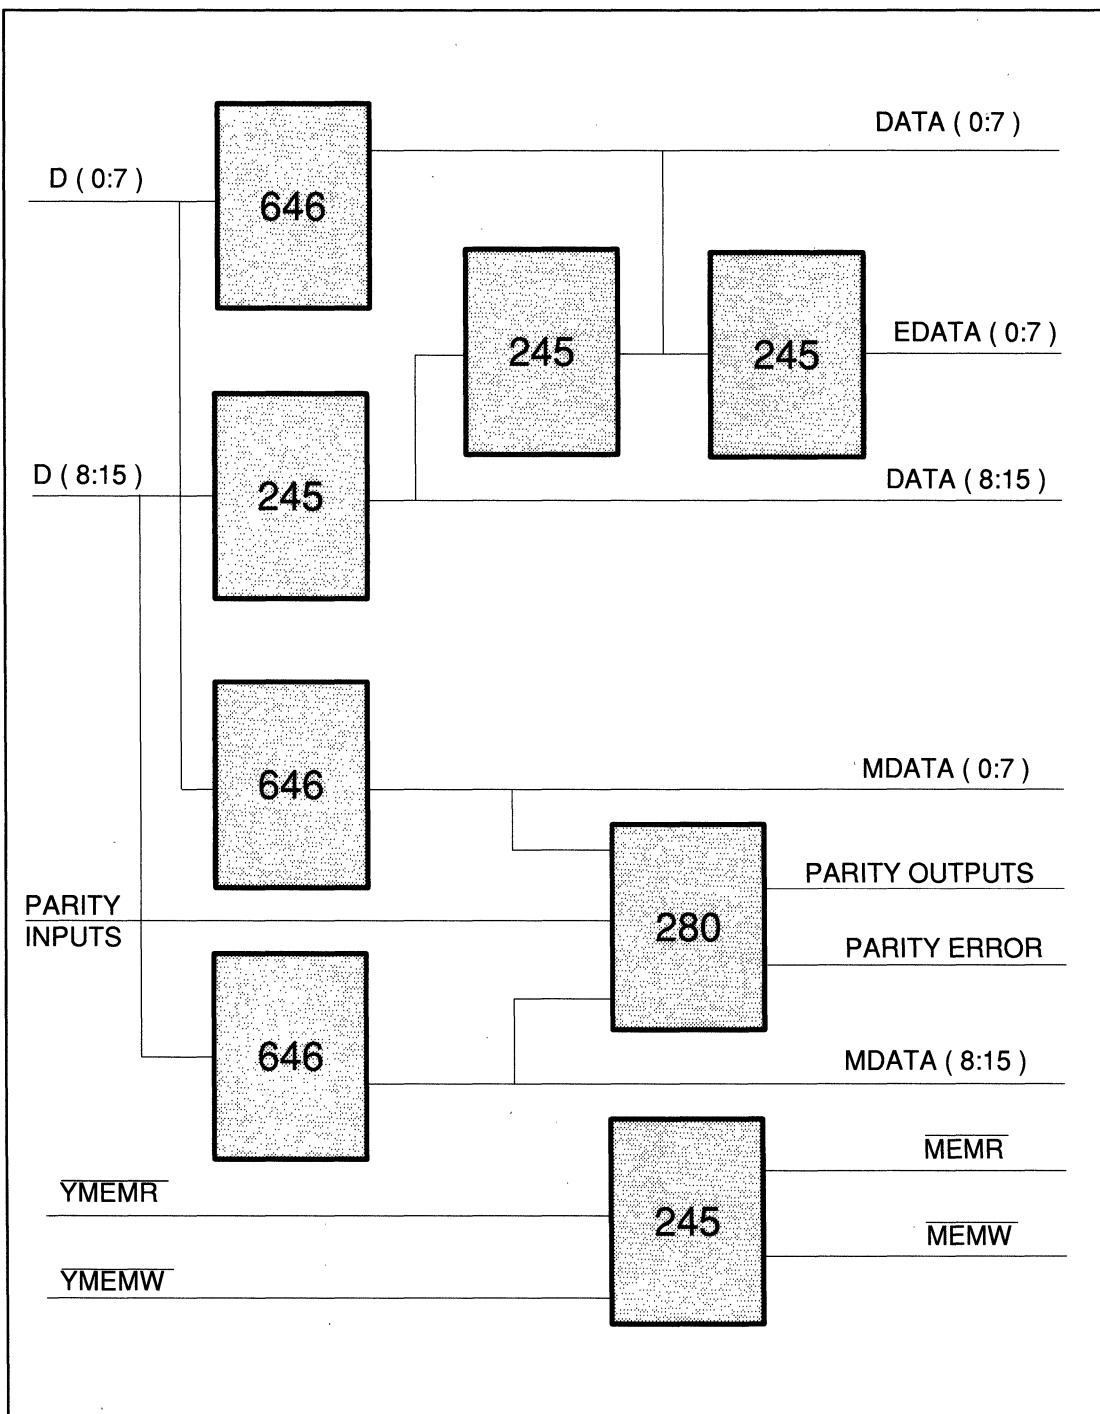 DATA ( 0:7 )
D ( 0:7 )
646
245
245
EDATA ( 0:7 )
D ( 8:15 )
245
DATA ( 8:15 )
646
MDATA ( 0:7 )
PARITY OUTPUTS
PARITY
INPUTS
280
PARITY ERROR
646
MDATA ( 8:15 )
MEMR
YMEMR
245
MEMW
YMEMW